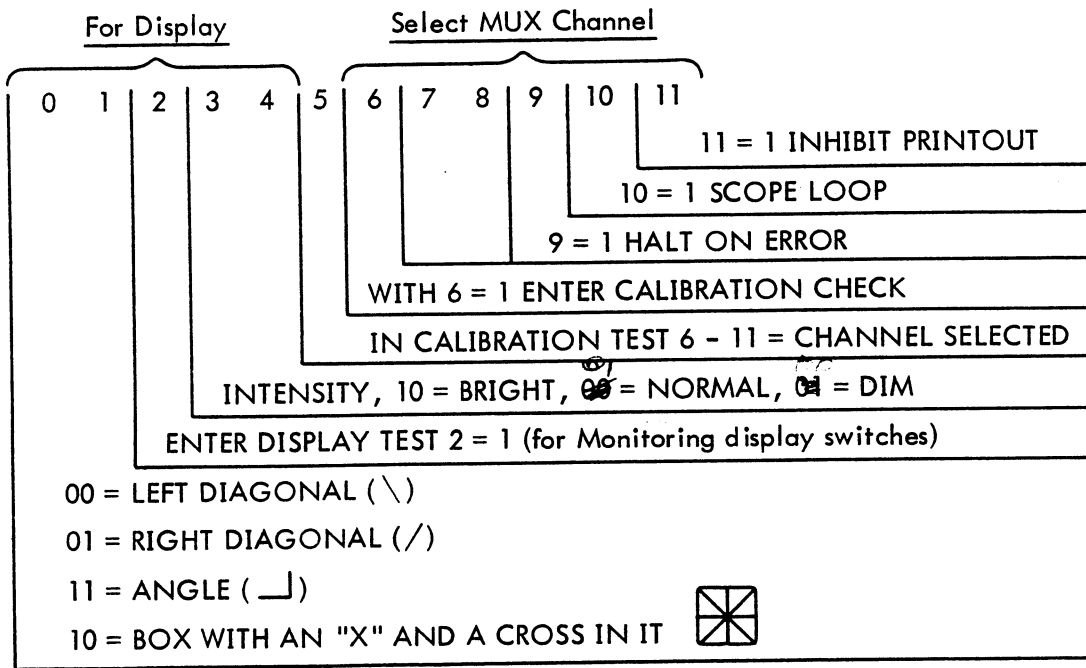 For Display Select MUX Channel
0 1 2 3 4 5 6 7 8 9 10 11
11 = 1 INHIBIT PRINTOUT
10 = 1 SCOPE LOOP
9 = 1 HALT ON ERROR
WITH 6 = 1 ENTER CALIBRATION CHECK
IN CALIBRATION TEST 6 - 11 = CHANNEL SELECTED
INTENSITY, 10 = BRIGHT, 01 = NORMAL, = DIM
ENTER DISPLAY TEST 2 = 1 (for Monitoring display switches)
00 = LEFT DIAGONAL (\)
01 = RIGHT DIAGONAL (/)
11 = ANGLE ( _| )
10 = BOX WITH AN "X" AND A CROSS IN IT